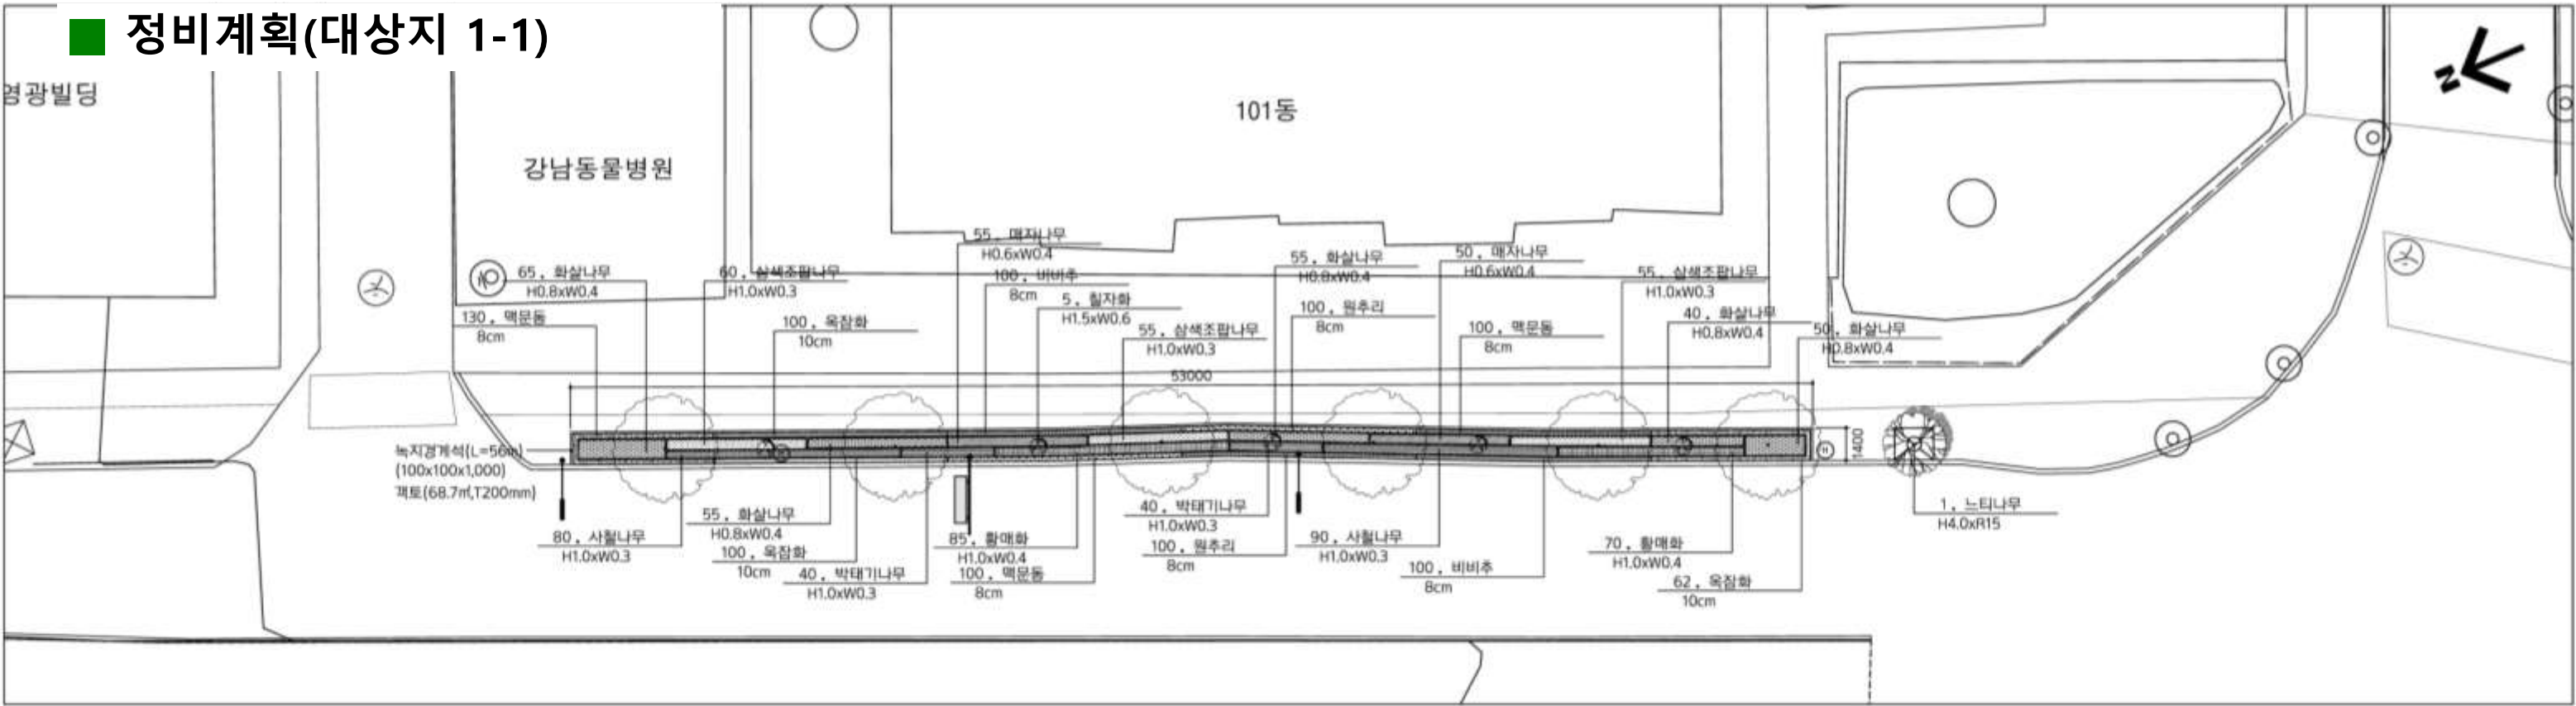 정비계획(대상지 1-1)
영광빌딩
강남동물병원
101동
N
65, 화살나무
H0.8xW0.4
60, 삼색조팝나무
H1.0xW0.3
55, 매자나무
H0.6xW0.4
100, 비비추
8cm
5, 칠자화
H1.5xW0.6
55, 삼색조팝나무
H1.0xW0.3
55, 화살나무
H0.8xW0.4
100, 원추리
8cm
50, 매자나무
H0.6xW0.4
100, 맥문동
8cm
55, 삼색조팝나무
H1.0xW0.3
40, 화살나무
H0.8xW0.4
50, 화살나무
H0.8xW0.4
130, 맥문동
8cm
100, 옥잠화
10cm
53000
1400
녹지경계석(L=56m)
(100x100x1,000)
객토(68.7㎡,T200mm)
80, 사철나무
H1.0xW0.3
55, 화살나무
H0.8xW0.4
100, 옥잠화
10cm
40, 박태기나무
H1.0xW0.3
85, 황매화
H1.0xW0.4
100, 맥문동
8cm
40, 박태기나무
H1.0xW0.3
100, 원추리
8cm
90, 사철나무
H1.0xW0.3
100, 비비추
8cm
70, 황매화
H1.0xW0.4
62, 옥잠화
10cm
1, 느티나무
H4.0xR15